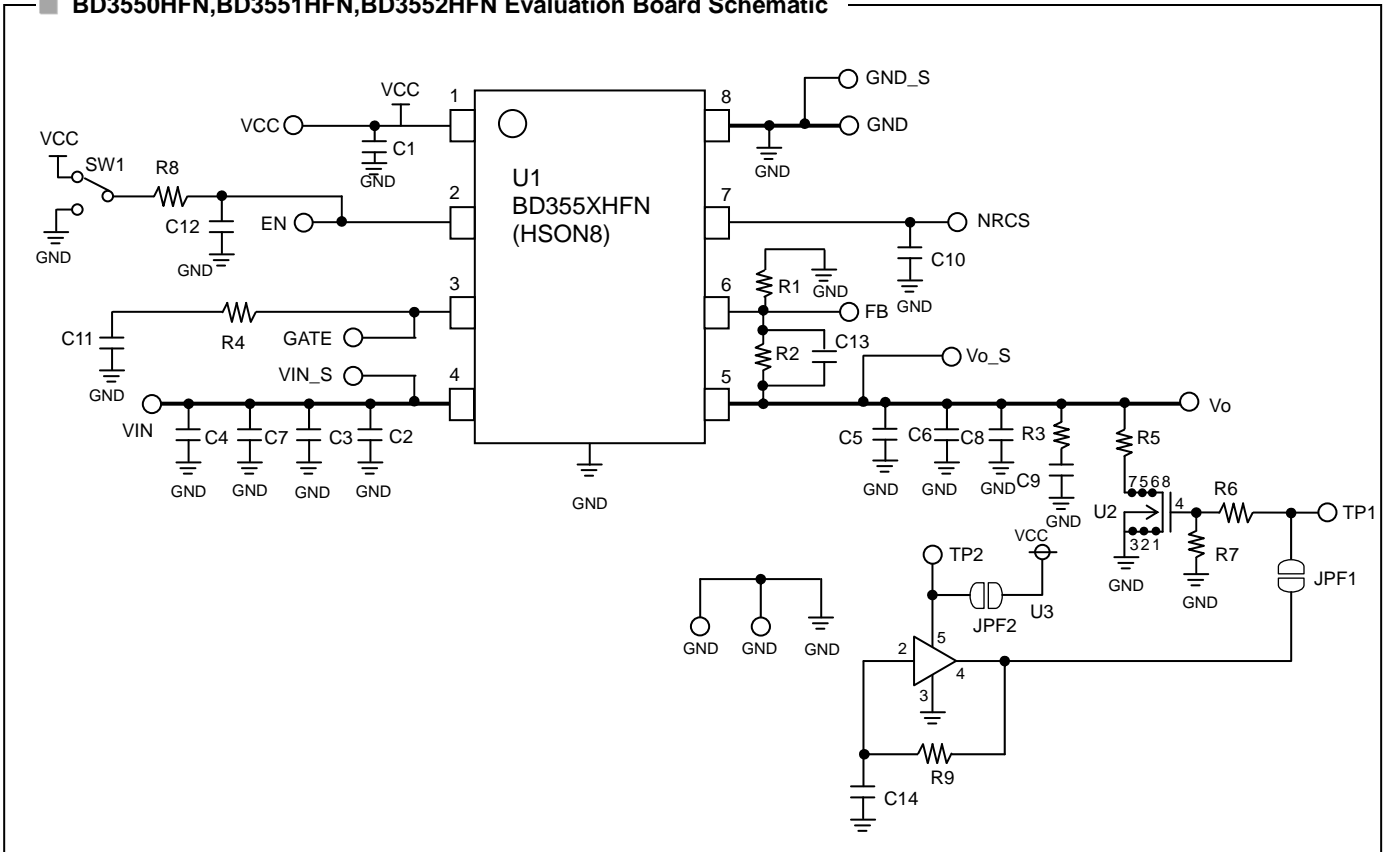 BD3550HFN,BD3551HFN,BD3552HFN Evaluation Board Schematic
VCC
VCC
C1
GND
1
8
GND_S
GND
GND
VCC
SW1
R8
GND
C12
GND
EN
2
U1
BD355XHFN
(HSON8)
7
NRCS
C10
GND
3
R4
C11
GND
GATE
6
R1
GND
FB
R2
C13
VIN_S
4
VIN
C4
C7
C3
C2
GND
GND
GND
GND
GND
5
Vo_S
Vo
C5
C6
C8
R3
C9
GND
GND
GND
GND
R5
7568
U2
4
321
GND
R6
R7
GND
TP1
JPF1
TP2
VCC
JPF2
U3
GND
GND
GND
5
2
4
3
R9
C14